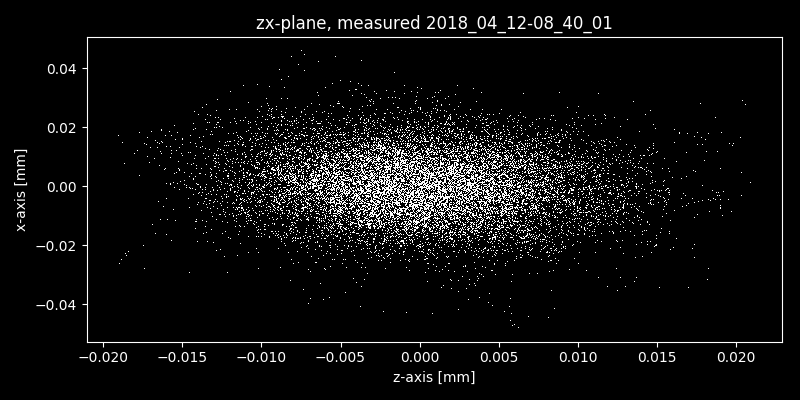 zx-plane, measured 2018_04_12-08_40_01
0.04
0.02
0.00
−0.02
−0.04
x-axis [mm]
−0.020 −0.015 −0.010 −0.005 0.000 0.005 0.010 0.015 0.020
z-axis [mm]